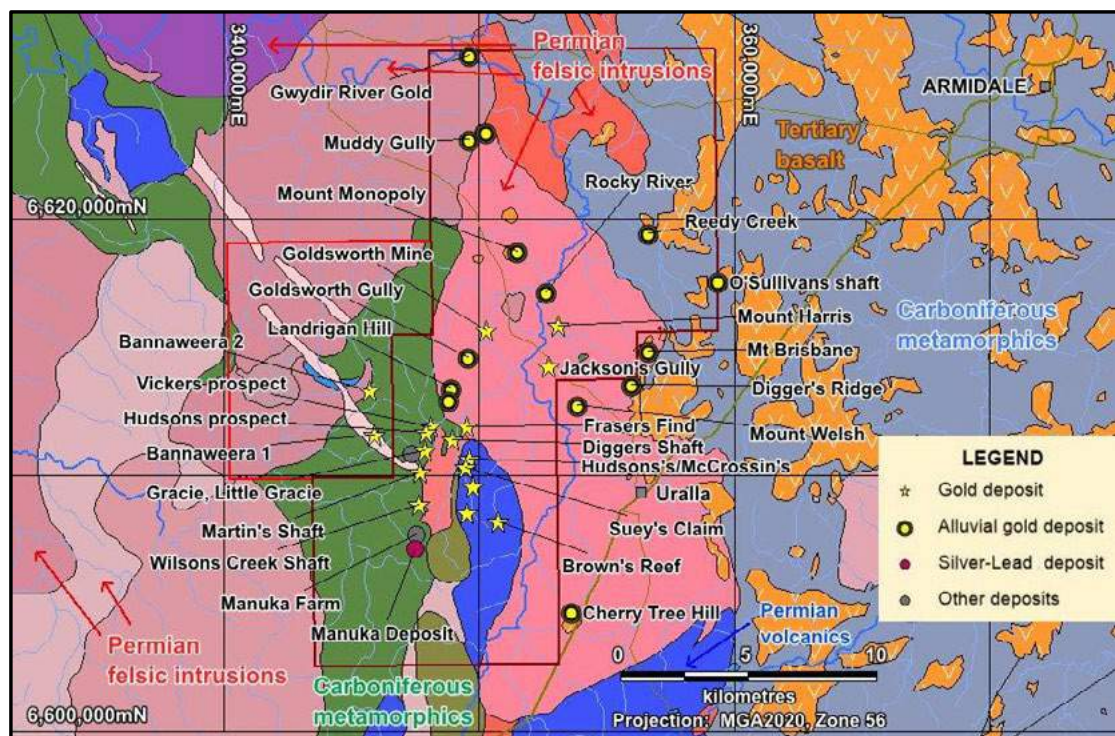 340,000mE
360,000mE
Permian
felsic intrusions
ARMIDALE
Gwydir River Gold
Tertiary
basalt
Muddy Gully
Rocky River
Mount Monopoly
6,620,000mN
Reedy Creek
Goldsworth Mine
O'Sullivans shaft
Goldsworth Gully
Mount Harris
Carboniferous
metamorphics
Landrigan Hill
Bannaweera 2
Mt Brisbane
Jackson's Gully
Vickers prospect
Digger's Ridge
Hudsons prospect
Frasers Find
Mount Welsh
Diggers Shaft
Bannaweera 1
Hudsons's/McCrossin's
Gracie, Little Gracie
Uralla
Martin's Shaft
Suey's Claim
Wilsons Creek Shaft
Brown's Reef
Manuka Farm
Cherry Tree Hill
Manuka Deposit
Permian
volcanics
Permian
felsic intrusions
Carboniferous
metamorphics
0 5 10
kilometres
6,600,000mN
Projection: MGA2020, Zone 56
LEGEND
Gold deposit
Alluvial gold deposit
Silver-Lead deposit
Other deposits